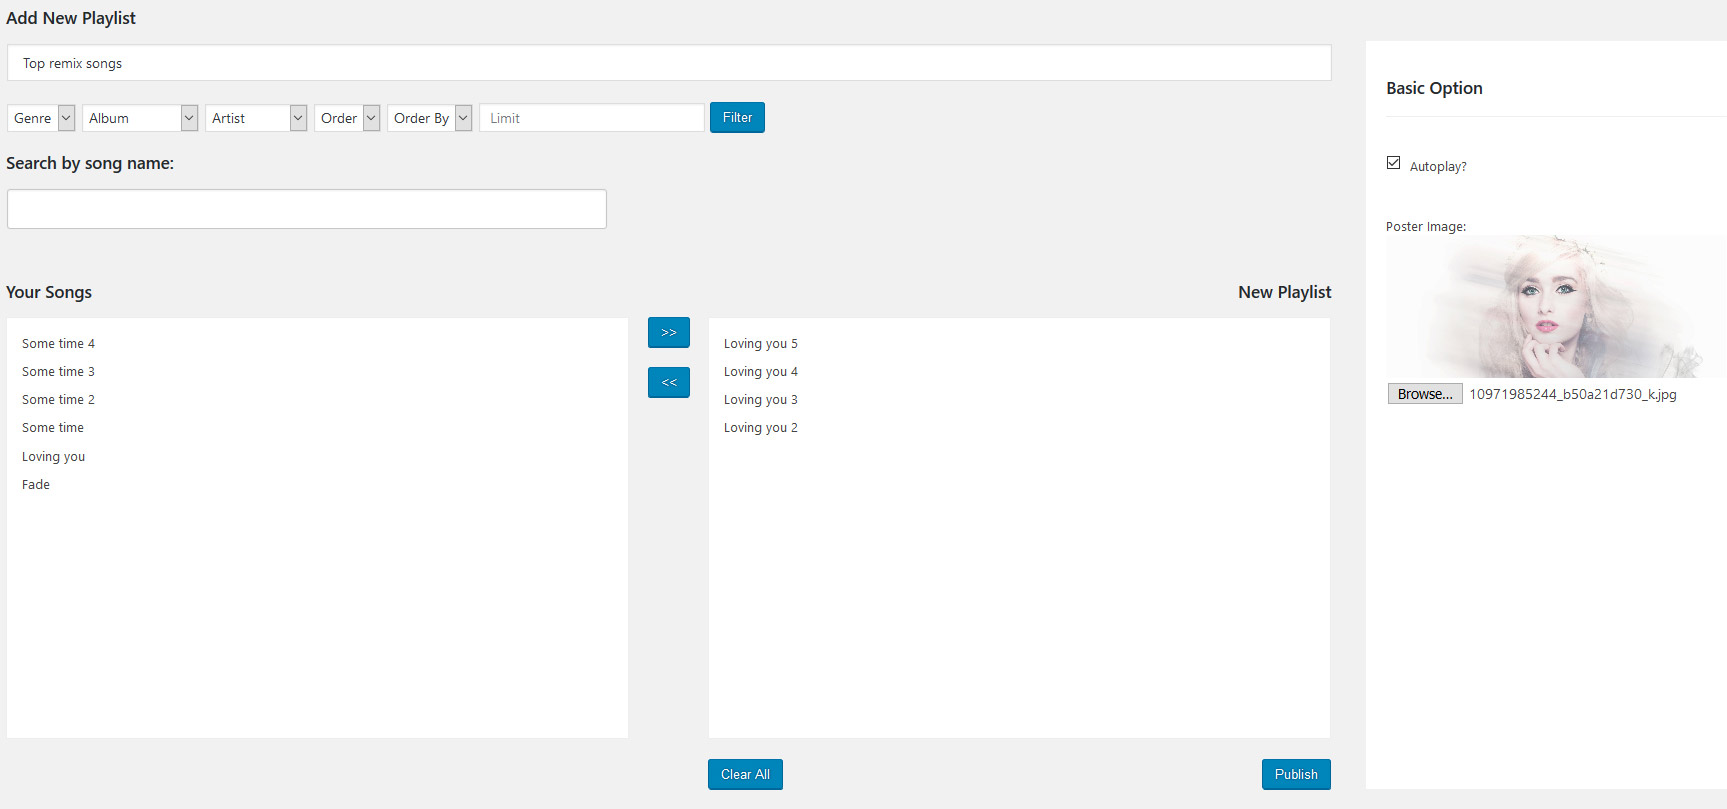 Add New Playlist
Top remix songs
Genre Album Artist Order Order By Limit Filter
Search by song name:
Your Songs
Some time 4
Some time 3
Some time 2
Some time
Loving you
Fade
>>
<<
New Playlist
Loving you 5
Loving you 4
Loving you 3
Loving you 2
Clear All Publish
Basic Option
Autoplay?
Poster Image:
Browse... 10971985244_b50a21d730_k.jpg